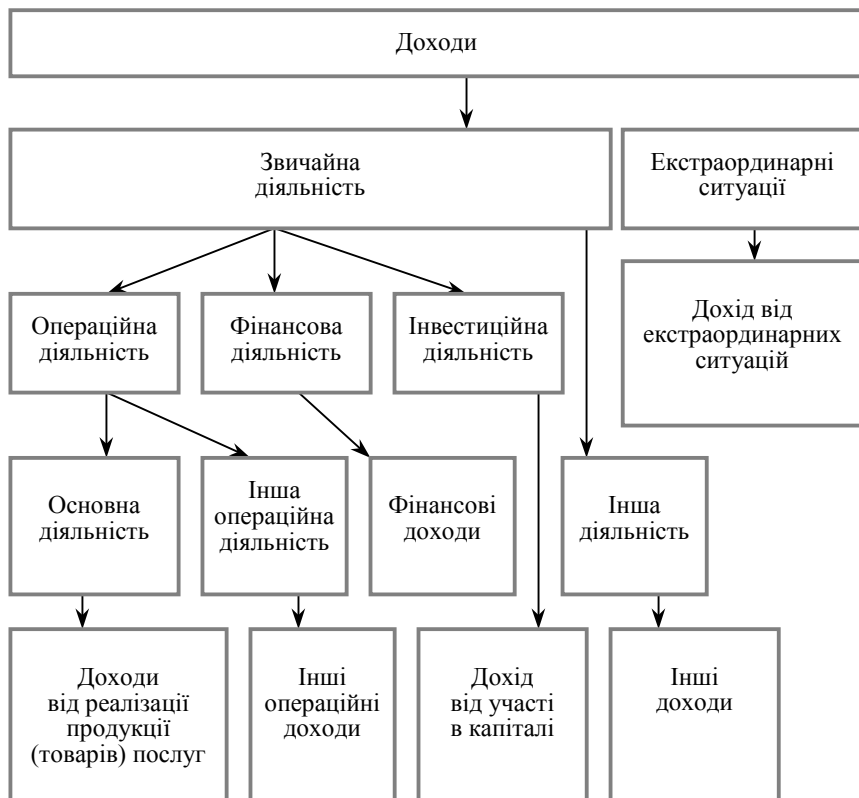 Доходи
Звичайна
діяльність
Екстраординарні
ситуації
Операційна
діяльність
Фінансова
діяльність
Інвестиційна
діяльність
Дохід від
екстраординарних
ситуацій
Основна
діяльність
Інша
операційна
діяльність
Фінансові
доходи
Інша
діяльність
Доходи
від реалізації
продукції
(товарів) послуг
Інші
операційні
доходи
Дохід
від участі
в капіталі
Інші
доходи